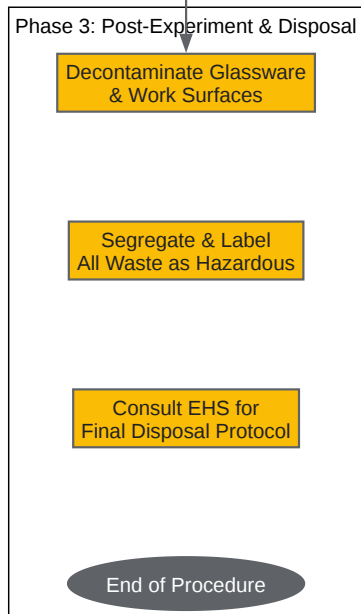 Phase 3: Post-Experiment & Disposal
Decontaminate Glassware
& Work Surfaces
Segregate & Label
All Waste as Hazardous
Consult EHS for
Final Disposal Protocol
End of Procedure